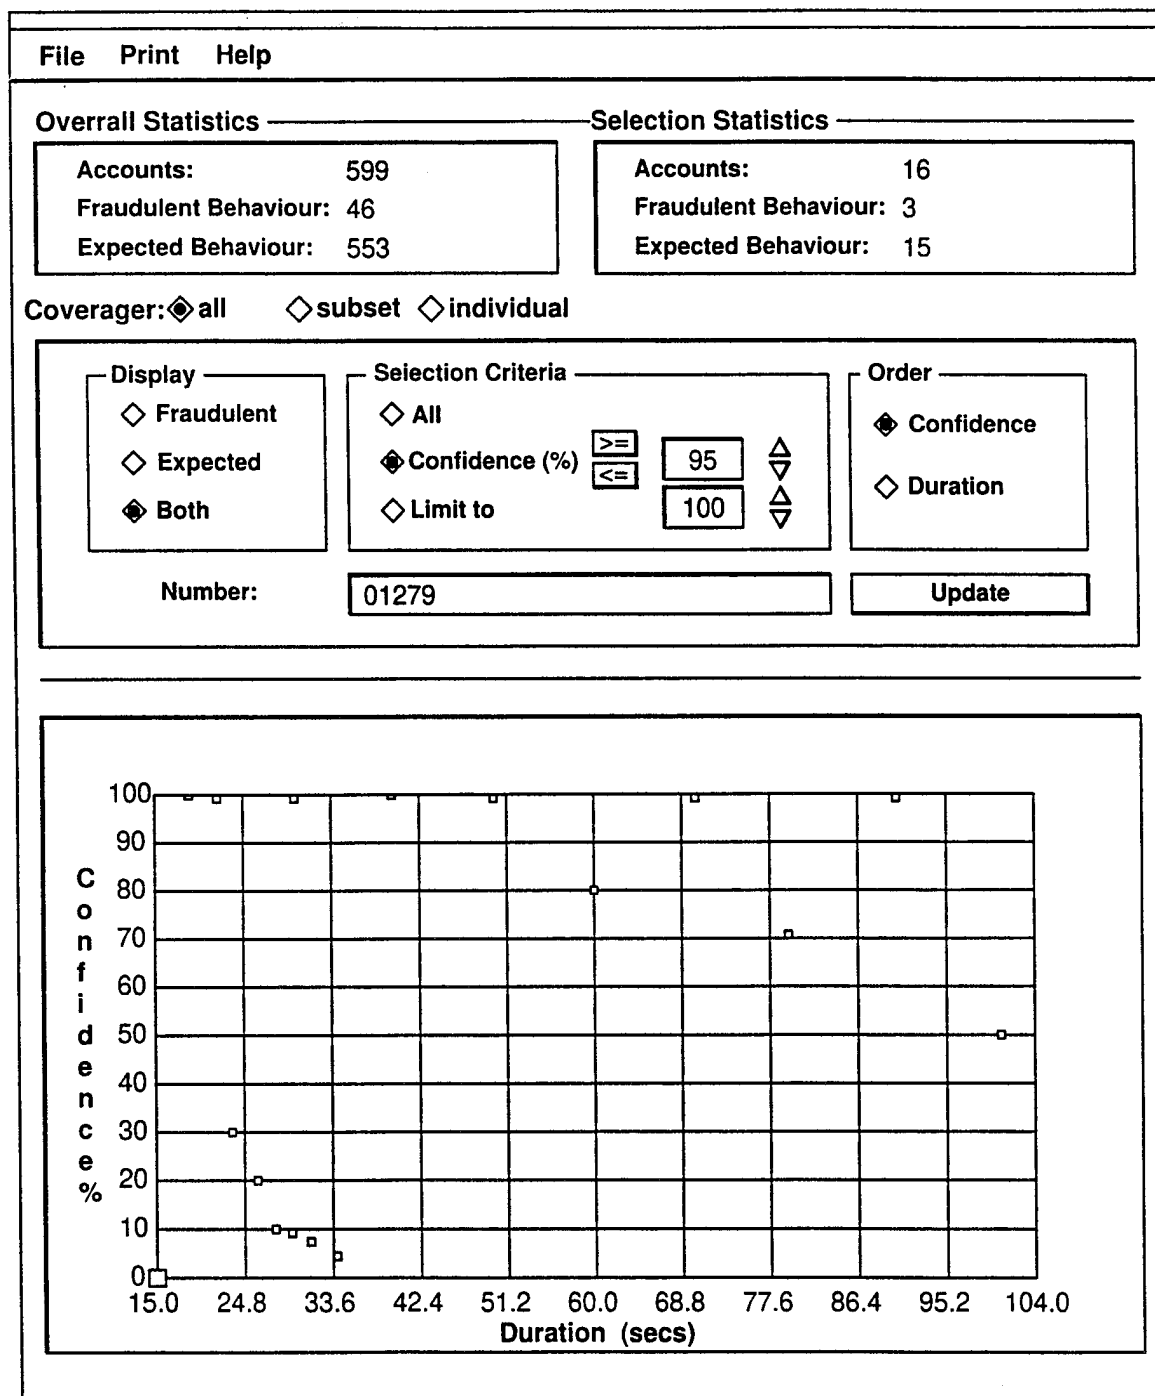 File Print Help
Overrall Statistics
Accounts: 599
Fraudulent Behaviour: 46
Expected Behaviour: 553
Selection Statistics
Accounts: 16
Fraudulent Behaviour: 3
Expected Behaviour: 15
Coverager: all subset individual
Display
Fraudulent
Expected
Both
Selection Criteria
All
Confidence (%) >= <= 95
Limit to 100
Order
Confidence
Duration
Number: 01279 Update
Confidence %
100
90
80
70
60
50
40
30
20
10
0
15.0 24.8 33.6 42.4 51.2 60.0 68.8 77.6 86.4 95.2 104.0
Duration (secs)